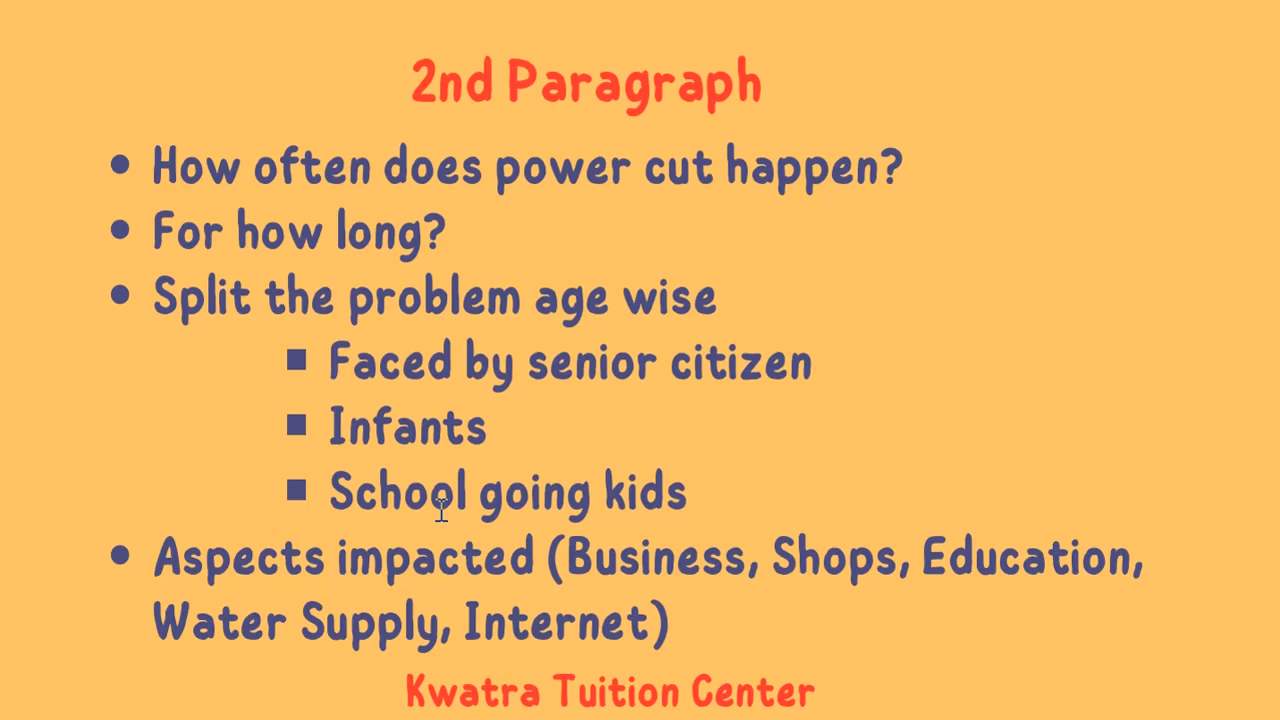 2nd Paragraph
• How often does power cut happen?
• For how long?
• Split the problem age wise
▪ Faced by senior citizen
▪ Infants
▪ School going kids
• Aspects impacted (Business, Shops, Education,
Water Supply, Internet)
Kwatra Tuition Center